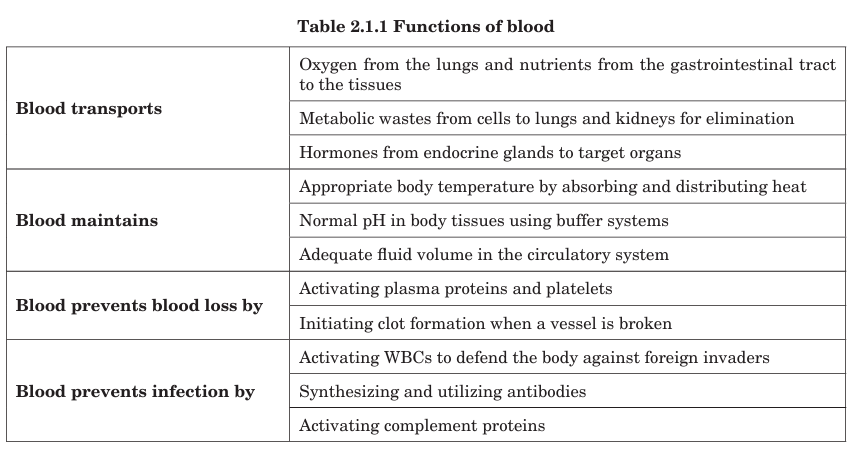 Table 2.1.1 Functions of blood
Blood transports
Oxygen from the lungs and nutrients from the gastrointestinal tract
to the tissues
Metabolic wastes from cells to lungs and kidneys for elimination
Hormones from endocrine glands to target organs
Blood maintains
Appropriate body temperature by absorbing and distributing heat
Normal pH in body tissues using buffer systems
Adequate fluid volume in the circulatory system
Blood prevents blood loss by
Activating plasma proteins and platelets
Initiating clot formation when a vessel is broken
Blood prevents infection by
Activating WBCs to defend the body against foreign invaders
Synthesizing and utilizing antibodies
Activating complement proteins